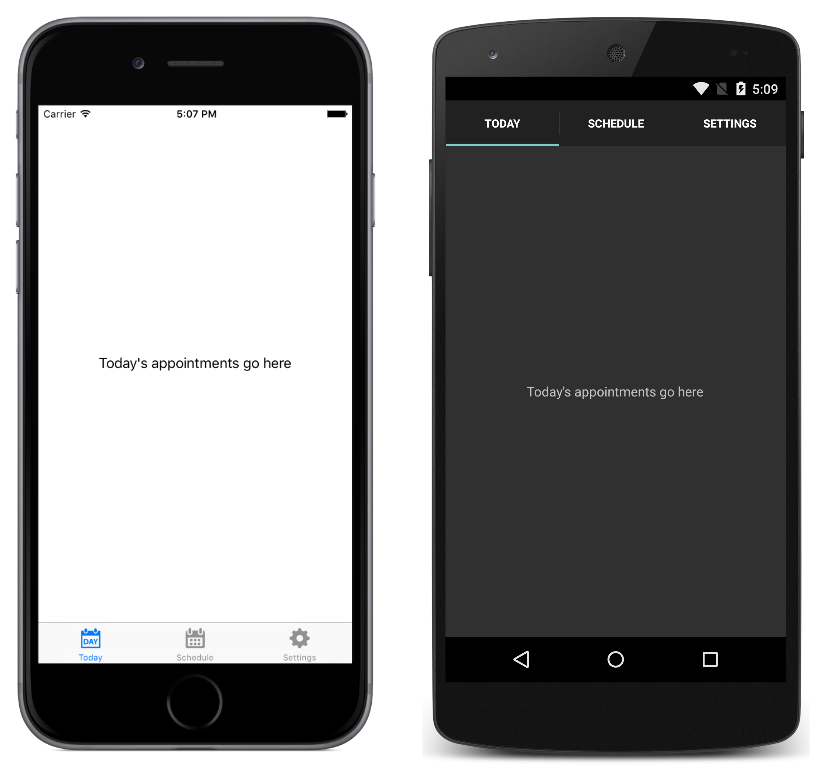 Carrier 5:07 PM
Today's appointments go here
DAY
Today Schedule Settings
5:09
TODAY SCHEDULE SETTINGS
Today's appointments go here